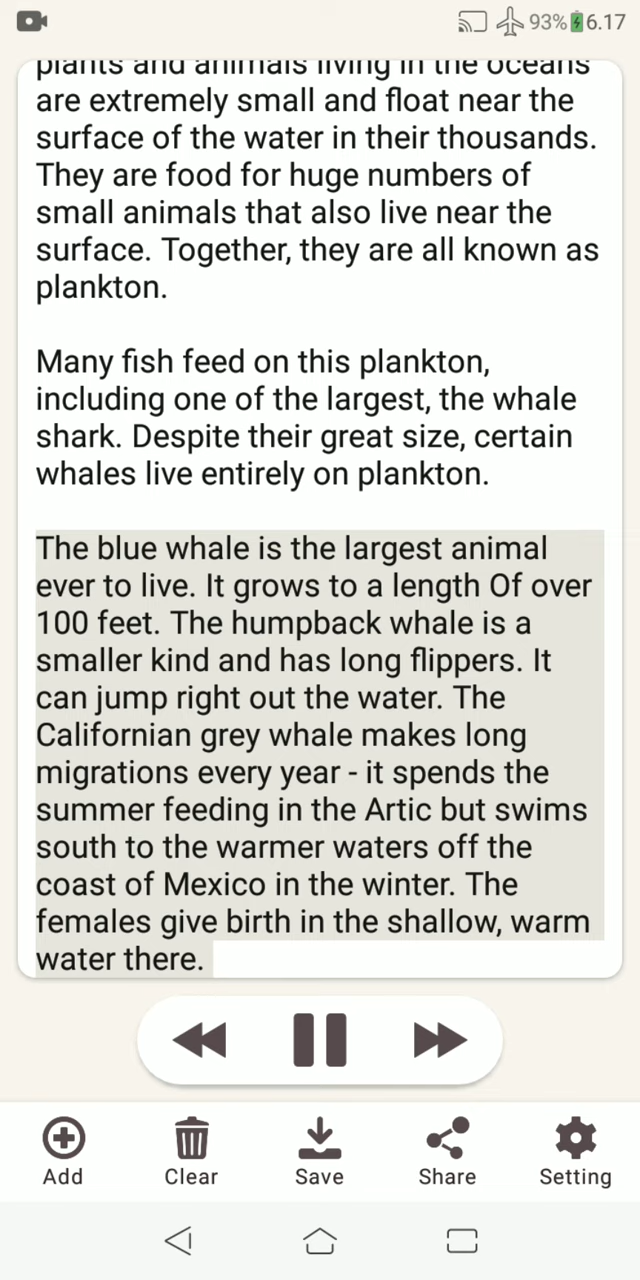 93% 6.17
plants and animals living in the oceans
are extremely small and float near the
surface of the water in their thousands.
They are food for huge numbers of
small animals that also live near the
surface. Together, they are all known as
plankton.
Many fish feed on this plankton,
including one of the largest, the whale
shark. Despite their great size, certain
whales live entirely on plankton.
The blue whale is the largest animal
ever to live. It grows to a length Of over
100 feet. The humpback whale is a
smaller kind and has long flippers. It
can jump right out the water. The
Californian grey whale makes long
migrations every year - it spends the
summer feeding in the Artic but swims
south to the warmer waters off the
coast of Mexico in the winter. The
females give birth in the shallow, warm
water there.
Add Clear Save Share Setting